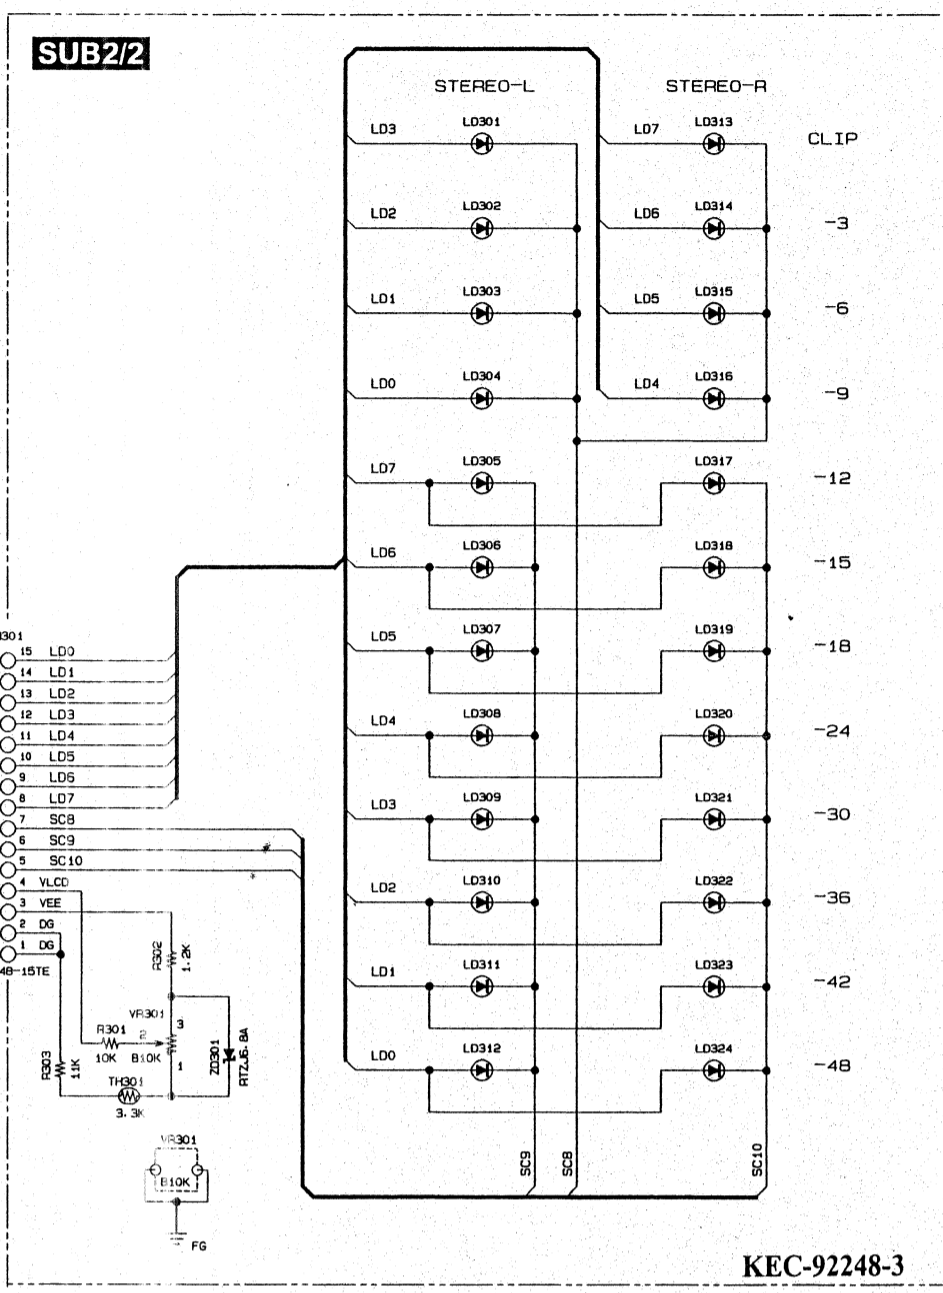 SUB2/2
STEREO-L STEREO-R
LD3 LD301 LD7 LD313 CLIP
LD2 LD302 LD6 LD314 -3
LD1 LD303 LD5 LD315 -6
LD0 LD304 LD4 LD316 -9
LD7 LD305 LD317 -12
LD6 LD306 LD318 -15
LD5 LD307 LD319 -18
LD4 LD308 LD320 -24
LD3 LD309 LD321 -30
LD2 LD310 LD322 -36
LD1 LD311 LD323 -42
LD0 LD312 LD324 -48
301
15 LD0
14 LD1
13 LD2
12 LD3
11 LD4
10 LD5
9 LD6
8 LD7
7 SC8
6 SC9
5 SC10
4 VLCD
3 VEE
2 DG
1 DG
48-15TE
R302 1.2K
VR301
3
2
B10K
1
R301
10K
ZD301 RTZJ6.8A
R303 11K
TH301
3.3K
VR301
B10K
FG
SC9 SC8 SC10
KEC-92248-3